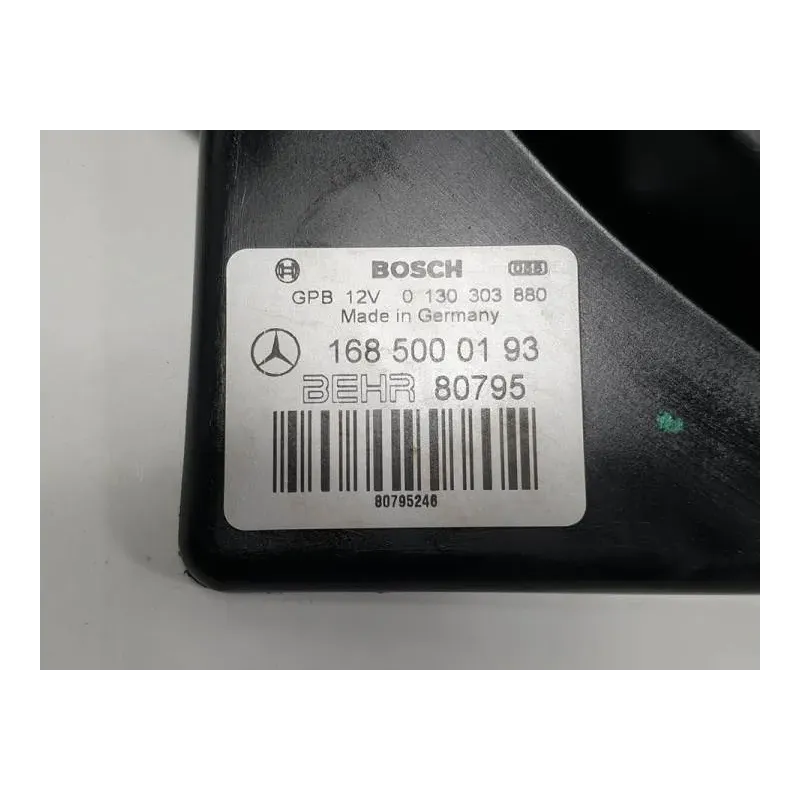 BOSCH
GPB 12V 0 130 303 880
Made in Germany
168 500 01 93
BEHR 80795
80795246